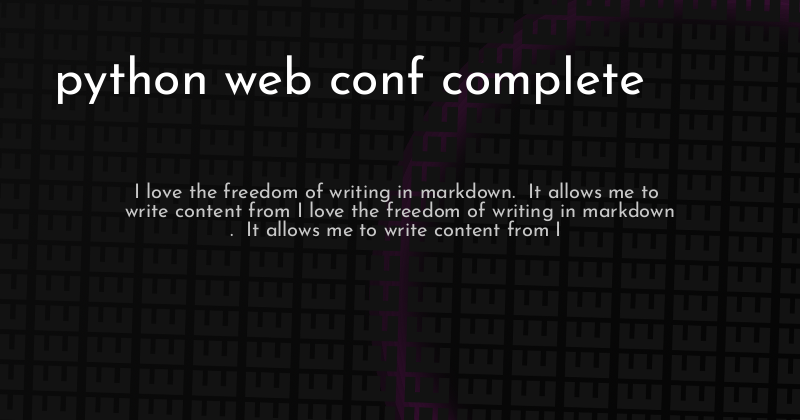 python web conf complete
I love the freedom of writing in markdown.  It allows me to
write content from I love the freedom of writing in markdown
.  It allows me to write content from I